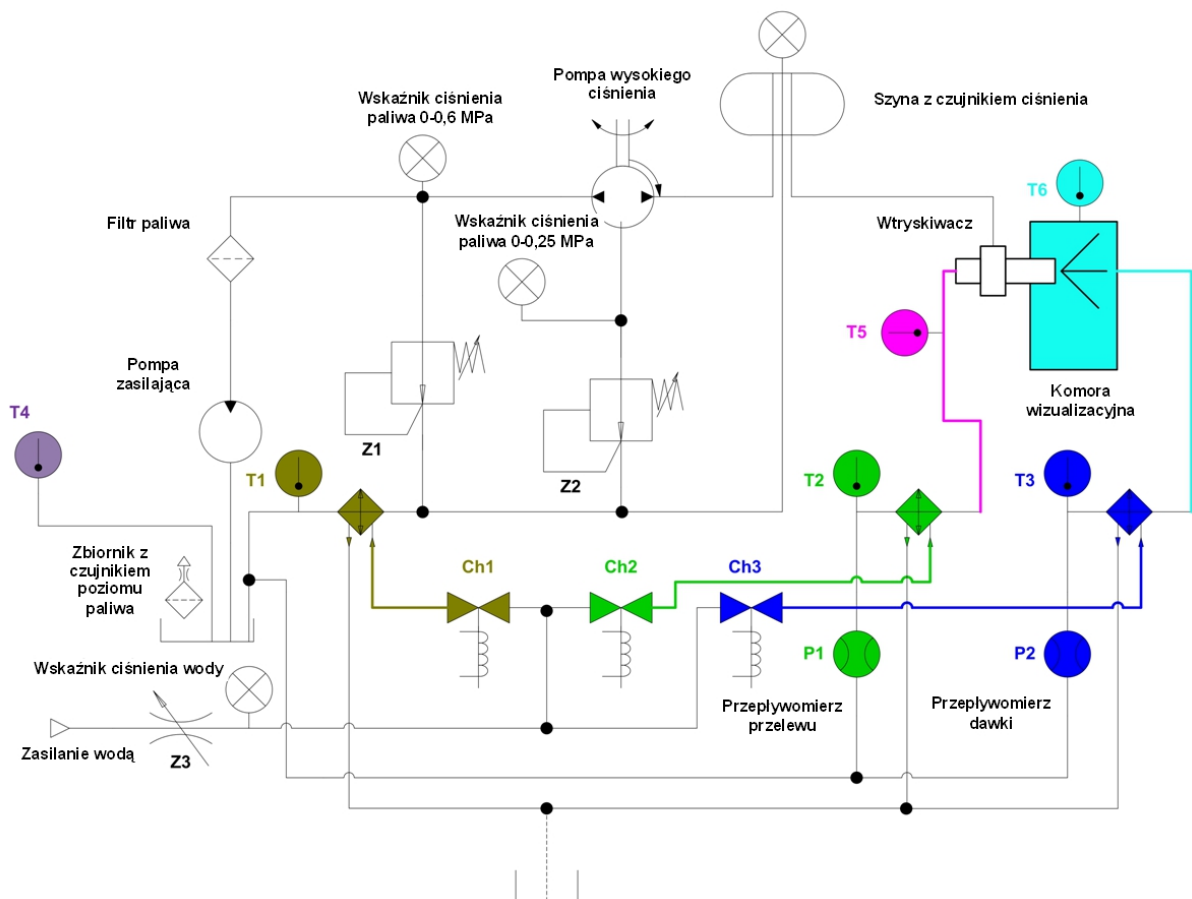 Pompa wysokiego
ciśnienia
Wskaźnik ciśnienia
paliwa 0-0,6 MPa
Szyna z czujnikiem ciśnienia
T6
Filtr paliwa
Wskaźnik ciśnienia
paliwa 0-0,25 MPa
Wtryskiwacz
T5
Pompa
zasilająca
Komora
wizualizacyjna
T4
Z1
Z2
T1
T2
T3
Zbiornik z
czujnikiem
poziomu
paliwa
Ch1
Ch2
Ch3
Wskaźnik ciśnienia wody
P1
P2
Przepływomierz
przelewu
Przepływomierz
dawki
Zasilanie wodą
Z3